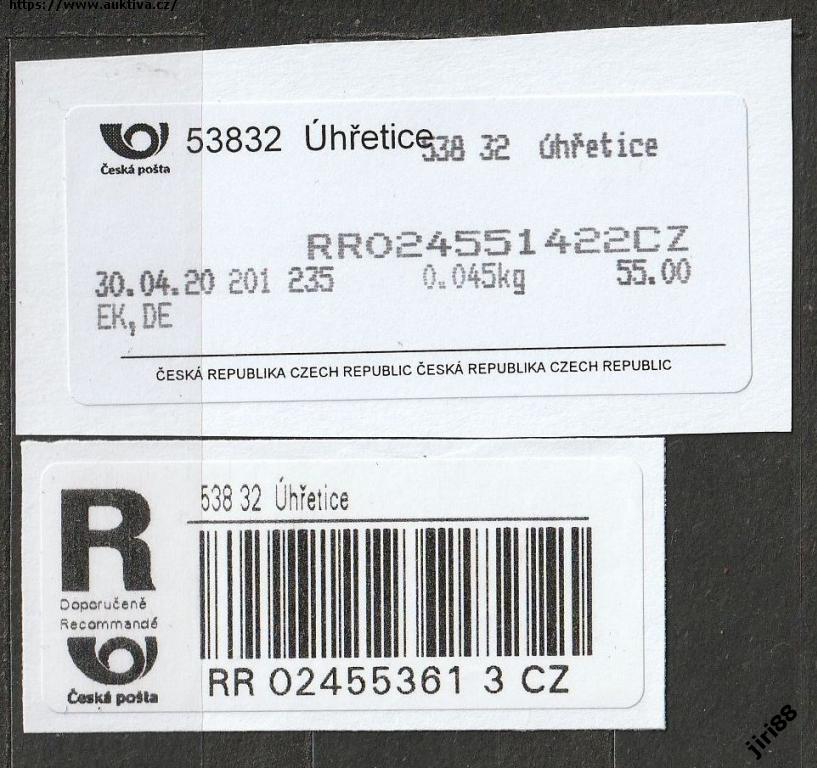 https://www.auktiva.cz/
53832 Úhřetice 538 32 Úhřetice
Česká pošta
RR024551422CZ
30.04.20 201 235 0.045kg 55.00
EK,DE
ČESKÁ REPUBLIKA CZECH REPUBLIC ČESKÁ REPUBLIKA CZECH REPUBLIC
R
538 32 Úhřetice
Doporučeně
Recommandé
Česká pošta
RR 02455361 3 CZ
jiri88